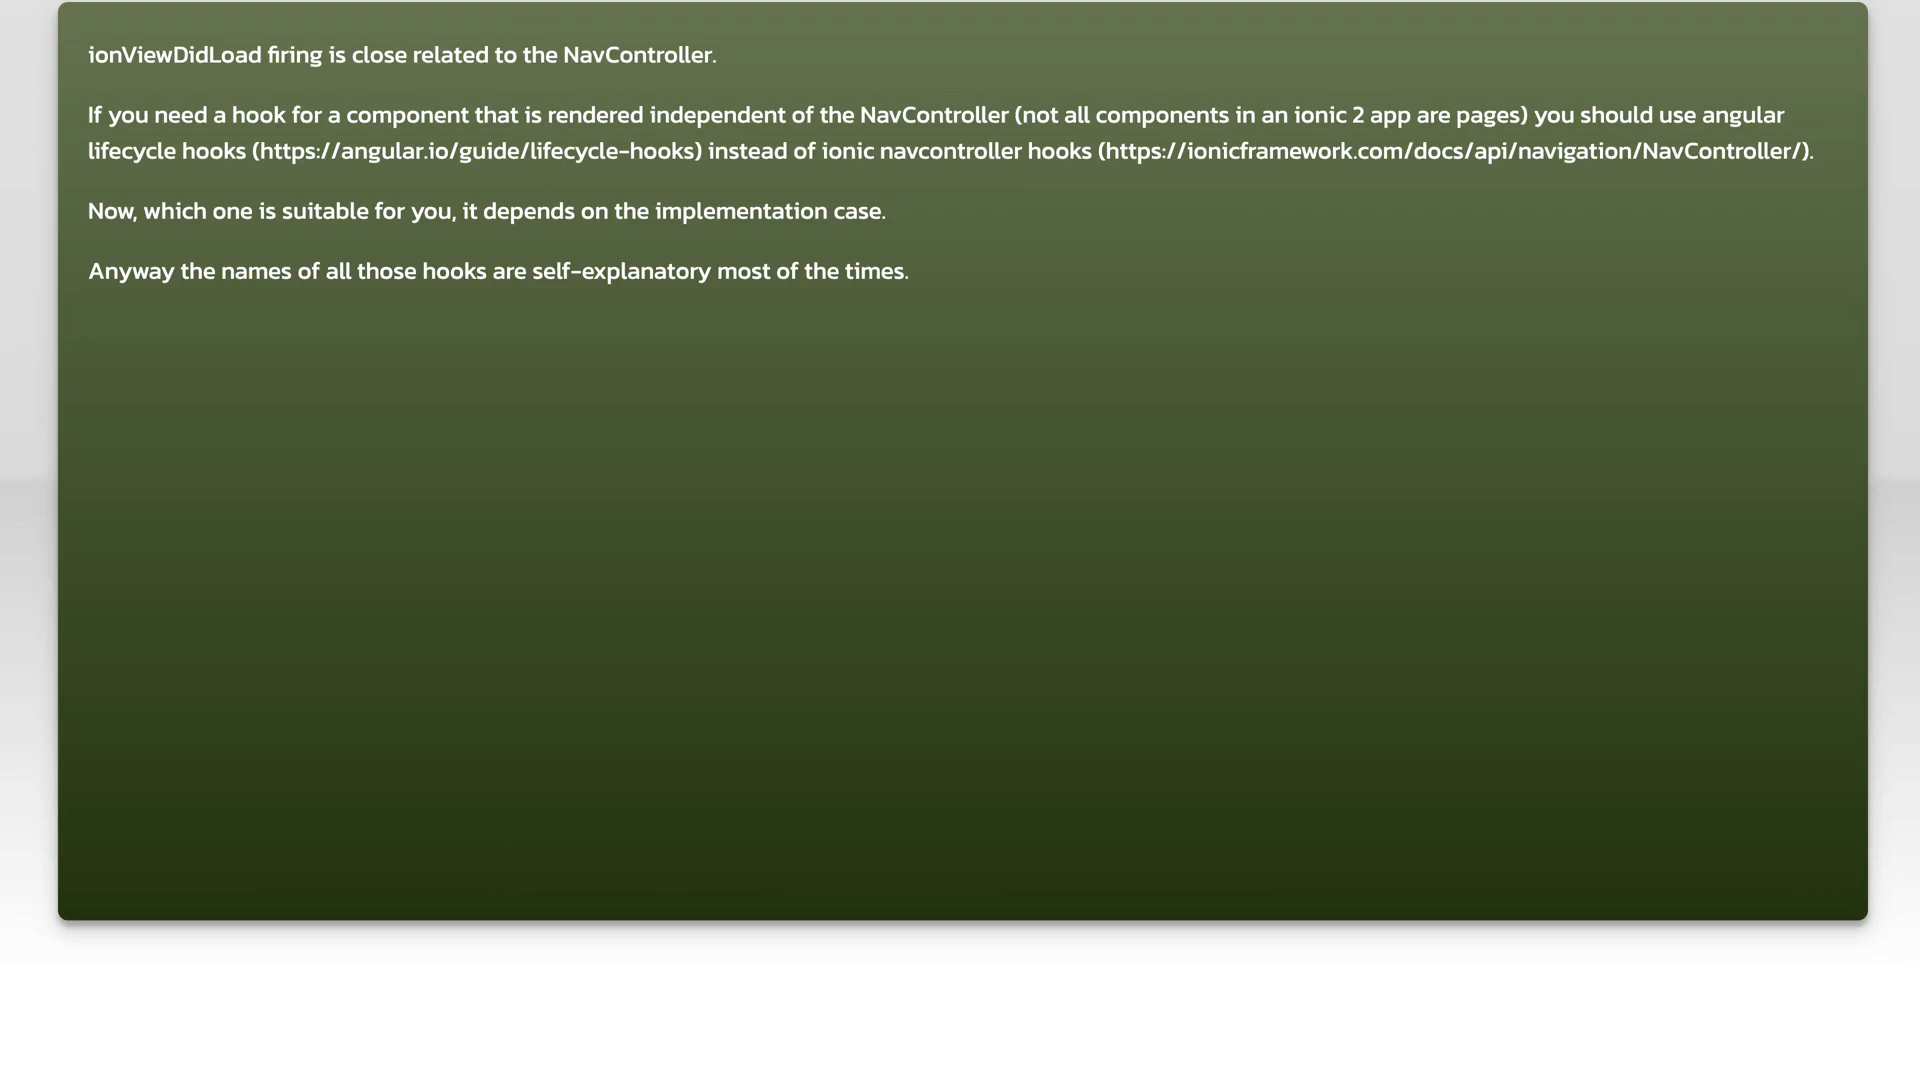 ionViewDidLoad firing is close related to the NavController.
If you need a hook for a component that is rendered independent of the NavController (not all components in an ionic 2 app are pages) you should use angular
lifecycle hooks (https://angular.io/guide/lifecycle-hooks) instead of ionic navcontroller hooks (https://ionicframework.com/docs/api/navigation/NavController/).
Now, which one is suitable for you, it depends on the implementation case.
Anyway the names of all those hooks are self-explanatory most of the times.